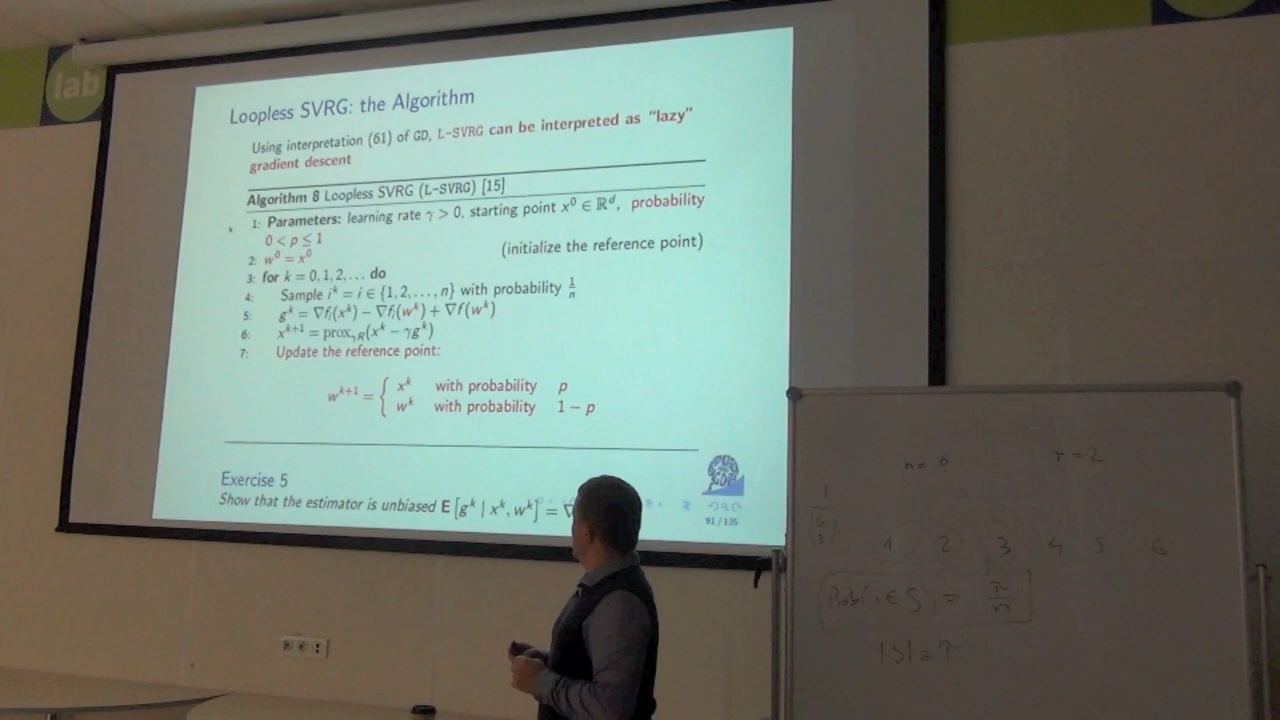 lab
Loopless SVRG: the Algorithm
Using interpretation (61) of GD, L-SVRG can be interpreted as “lazy”
gradient descent
Algorithm 8 Loopless SVRG (L-SVRG) [15]
1: Parameters: learning rate γ > 0, starting point x⁰ ∈ ℝᵈ, probability
0 < p ≤ 1
2: w⁰ = x⁰ (initialize the reference point)
3: for k = 0, 1, 2, … do
4: Sample iᵏ = i ∈ {1, 2, …, n} with probability 1/n
5: gᵏ = ∇fᵢ(xᵏ) − ∇fᵢ(wᵏ) + ∇f(wᵏ)
6: xᵏ⁺¹ = prox_γR(xᵏ − γgᵏ)
7: Update the reference point:
wᵏ⁺¹ = { xᵏ with probability p
wᵏ with probability 1 − p
Exercise 5
Show that the estimator is unbiased E [gᵏ | xᵏ, wᵏ] = ∇
91 / 135
n = 6 τ = 2
1 2 3 4 5 6
Prob(i ∈ S) = τ/n
|S| = τ